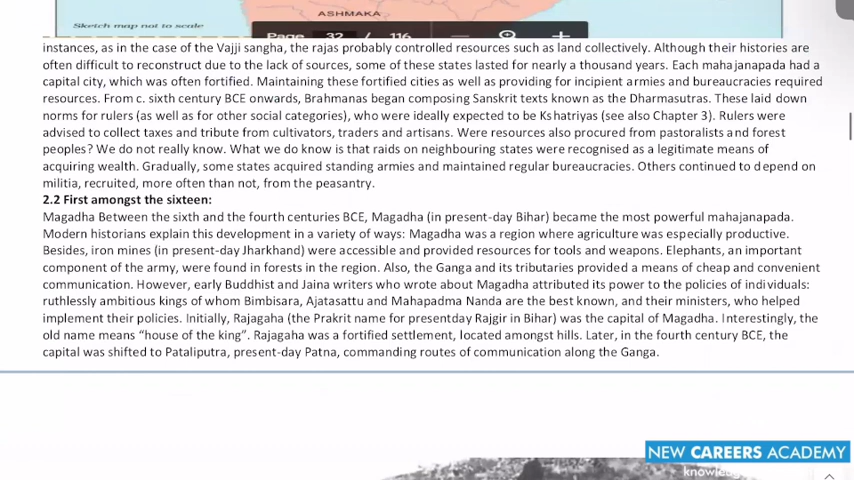 ASHMAKA
Sketch map not to scale
Page 32 / 116
instances, as in the case of the Vajji sangha, the rajas probably controlled resources such as land collectively. Although their histories are
often difficult to reconstruct due to the lack of sources, some of these states lasted for nearly a thousand years. Each mahajanapada had a
capital city, which was often fortified. Maintaining these fortified cities as well as providing for incipient armies and bureaucracies required
resources. From c. sixth century BCE onwards, Brahmanas began composing Sanskrit texts known as the Dharmasutras. These laid down
norms for rulers (as well as for other social categories), who were ideally expected to be Kshatriyas (see also Chapter 3). Rulers were
advised to collect taxes and tribute from cultivators, traders and artisans. Were resources also procured from pastoralists and forest
peoples? We do not really know. What we do know is that raids on neighbouring states were recognised as a legitimate means of
acquiring wealth. Gradually, some states acquired standing armies and maintained regular bureaucracies. Others continued to depend on
militia, recruited, more often than not, from the peasantry.
2.2 First amongst the sixteen:
Magadha Between the sixth and the fourth centuries BCE, Magadha (in present-day Bihar) became the most powerful mahajanapada.
Modern historians explain this development in a variety of ways: Magadha was a region where agriculture was especially productive.
Besides, iron mines (in present-day Jharkhand) were accessible and provided resources for tools and weapons. Elephants, an important
component of the army, were found in forests in the region. Also, the Ganga and its tributaries provided a means of cheap and convenient
communication. However, early Buddhist and Jaina writers who wrote about Magadha attributed its power to the policies of individuals:
ruthlessly ambitious kings of whom Bimbisara, Ajatasattu and Mahapadma Nanda are the best known, and their ministers, who helped
implement their policies. Initially, Rajagaha (the Prakrit name for presentday Rajgir in Bihar) was the capital of Magadha. Interestingly, the
old name means “house of the king”. Rajagaha was a fortified settlement, located amongst hills. Later, in the fourth century BCE, the
capital was shifted to Pataliputra, present-day Patna, commanding routes of communication along the Ganga.
NEW CAREERS ACADEMY